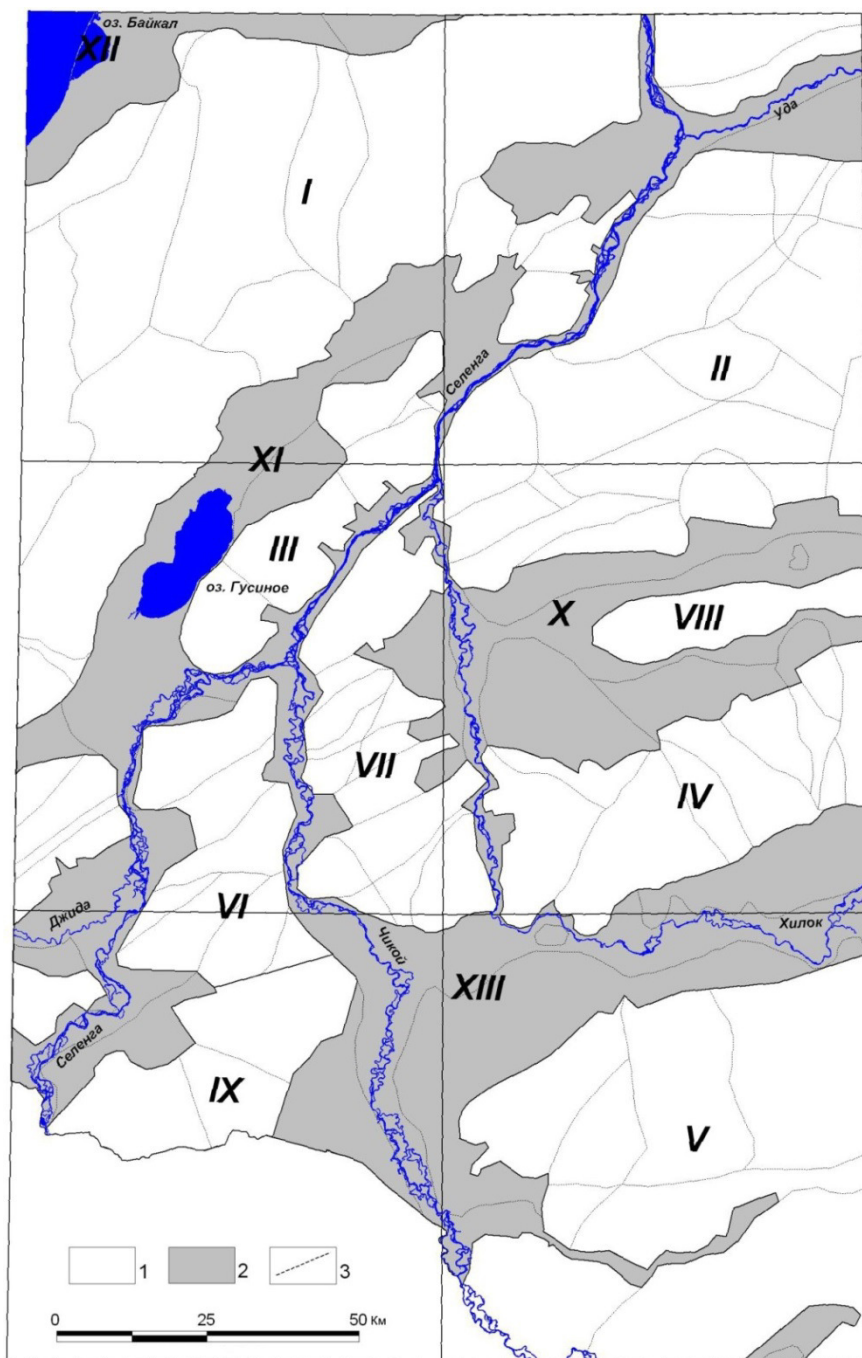 оз. Байкал
XII
Уда
I
Селенга
II
XI
III
оз. Гусиное
X
VIII
VII
IV
VI
Джида
Хилок
Чикой
XIII
Селенга
IX
V
1
2
3
0
25
50 Км